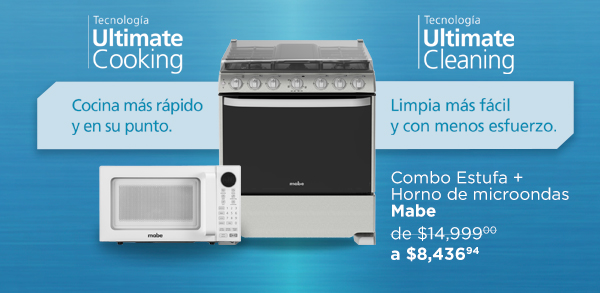 Tecnología
Ultimate
Cooking
Cocina más rápido
y en su punto.
Tecnología
Ultimate
Cleaning
Limpia más fácil
y con menos esfuerzo.
mabe
mabe
Combo Estufa +
Horno de microondas
Mabe
de $14,999⁰⁰
a $8,436⁹⁴